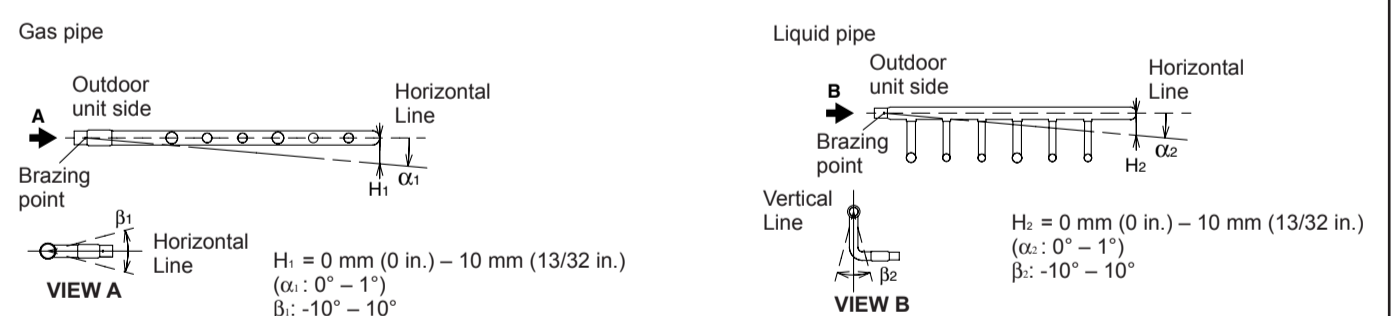 Gas pipe
A
Outdoor
unit side
Horizontal
Line
Brazing
point
H₁
α₁
β₁
Horizontal
Line
VIEW A
H₁ = 0 mm (0 in.) – 10 mm (13/32 in.)
(α₁ : 0° – 1°)
β₁: -10° – 10°
Liquid pipe
B
Outdoor
unit side
Horizontal
Line
Brazing
point
H₂
α₂
Vertical
Line
β₂
VIEW B
H₂ = 0 mm (0 in.) – 10 mm (13/32 in.)
(α₂ : 0° – 1°)
β₂: -10° – 10°